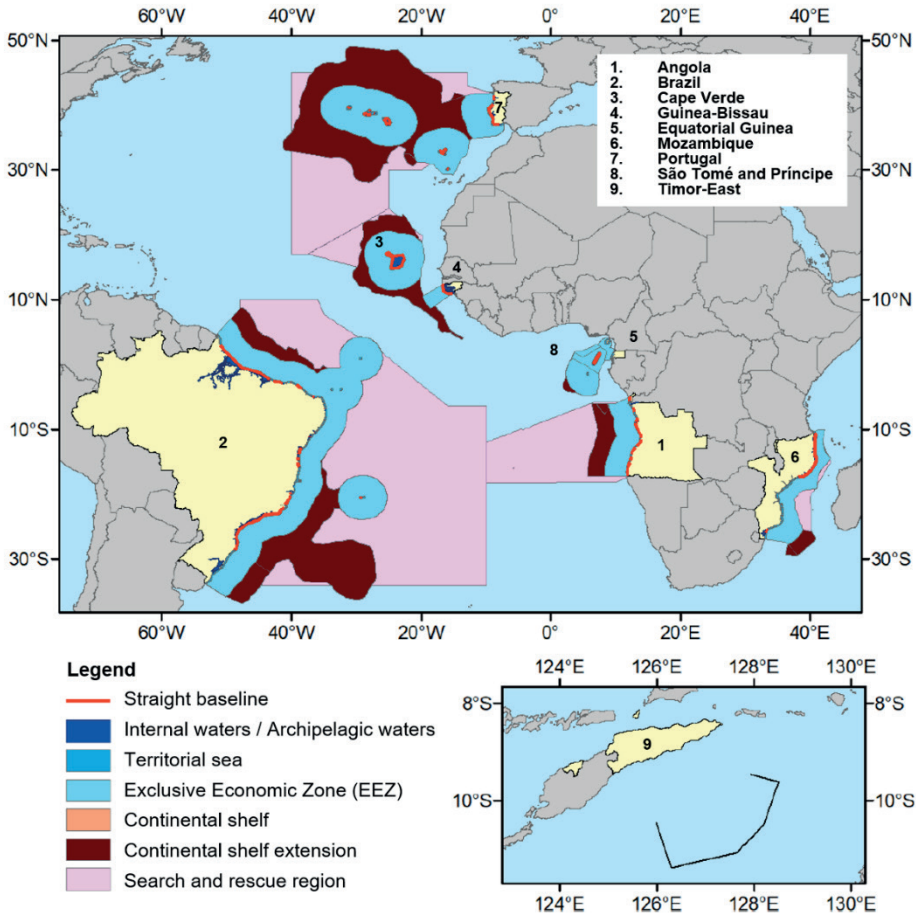 60°W 40°W 20°W 0° 20°E 40°E
50°N 50°N
1. Angola
2. Brazil
3. Cape Verde
4. Guinea-Bissau
5. Equatorial Guinea
6. Mozambique
7. Portugal
8. São Tomé and Príncipe
9. Timor-East
7
30°N 30°N
3
4
10°N 10°N
8
5
10°S 10°S
2
1
6
30°S 30°S
60°W 40°W 20°W 0° 20°E 40°E
Legend
Straight baseline
Internal waters / Archipelagic waters
Territorial sea
Exclusive Economic Zone (EEZ)
Continental shelf
Continental shelf extension
Search and rescue region
124°E 126°E 128°E 130°E
8°S 8°S
9
10°S 10°S
124°E 126°E 128°E 130°E